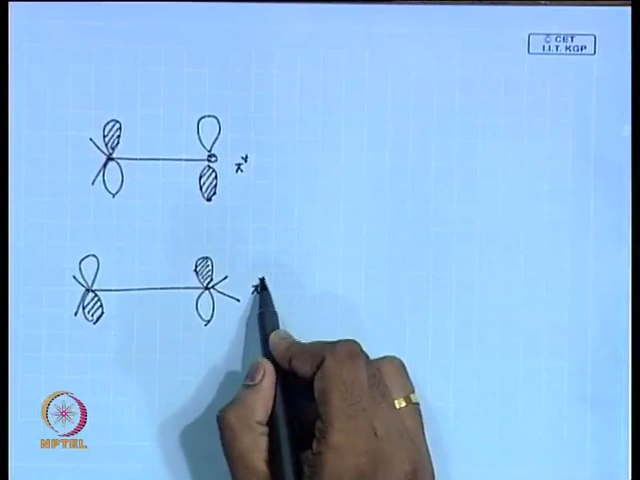 © CET
I.I.T. KGP
π*
π*
NPTEL